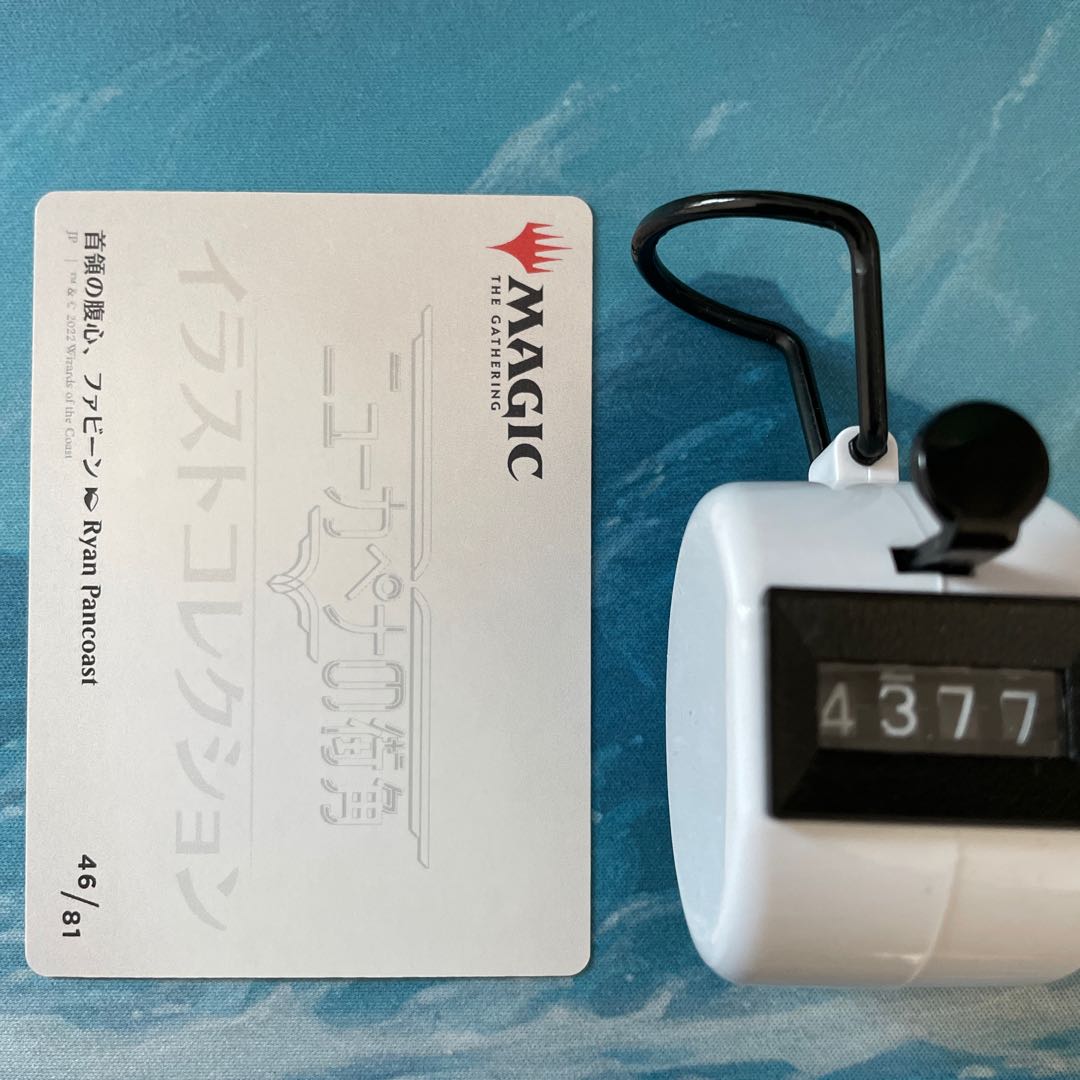 MAGIC
THE GATHERING
ニューカペナの街角
イラストコレクション
首領の腹心、ファビーン Ryan Pancoast
JP | ™ & © 2022 Wizards of the Coast
46/81
4377